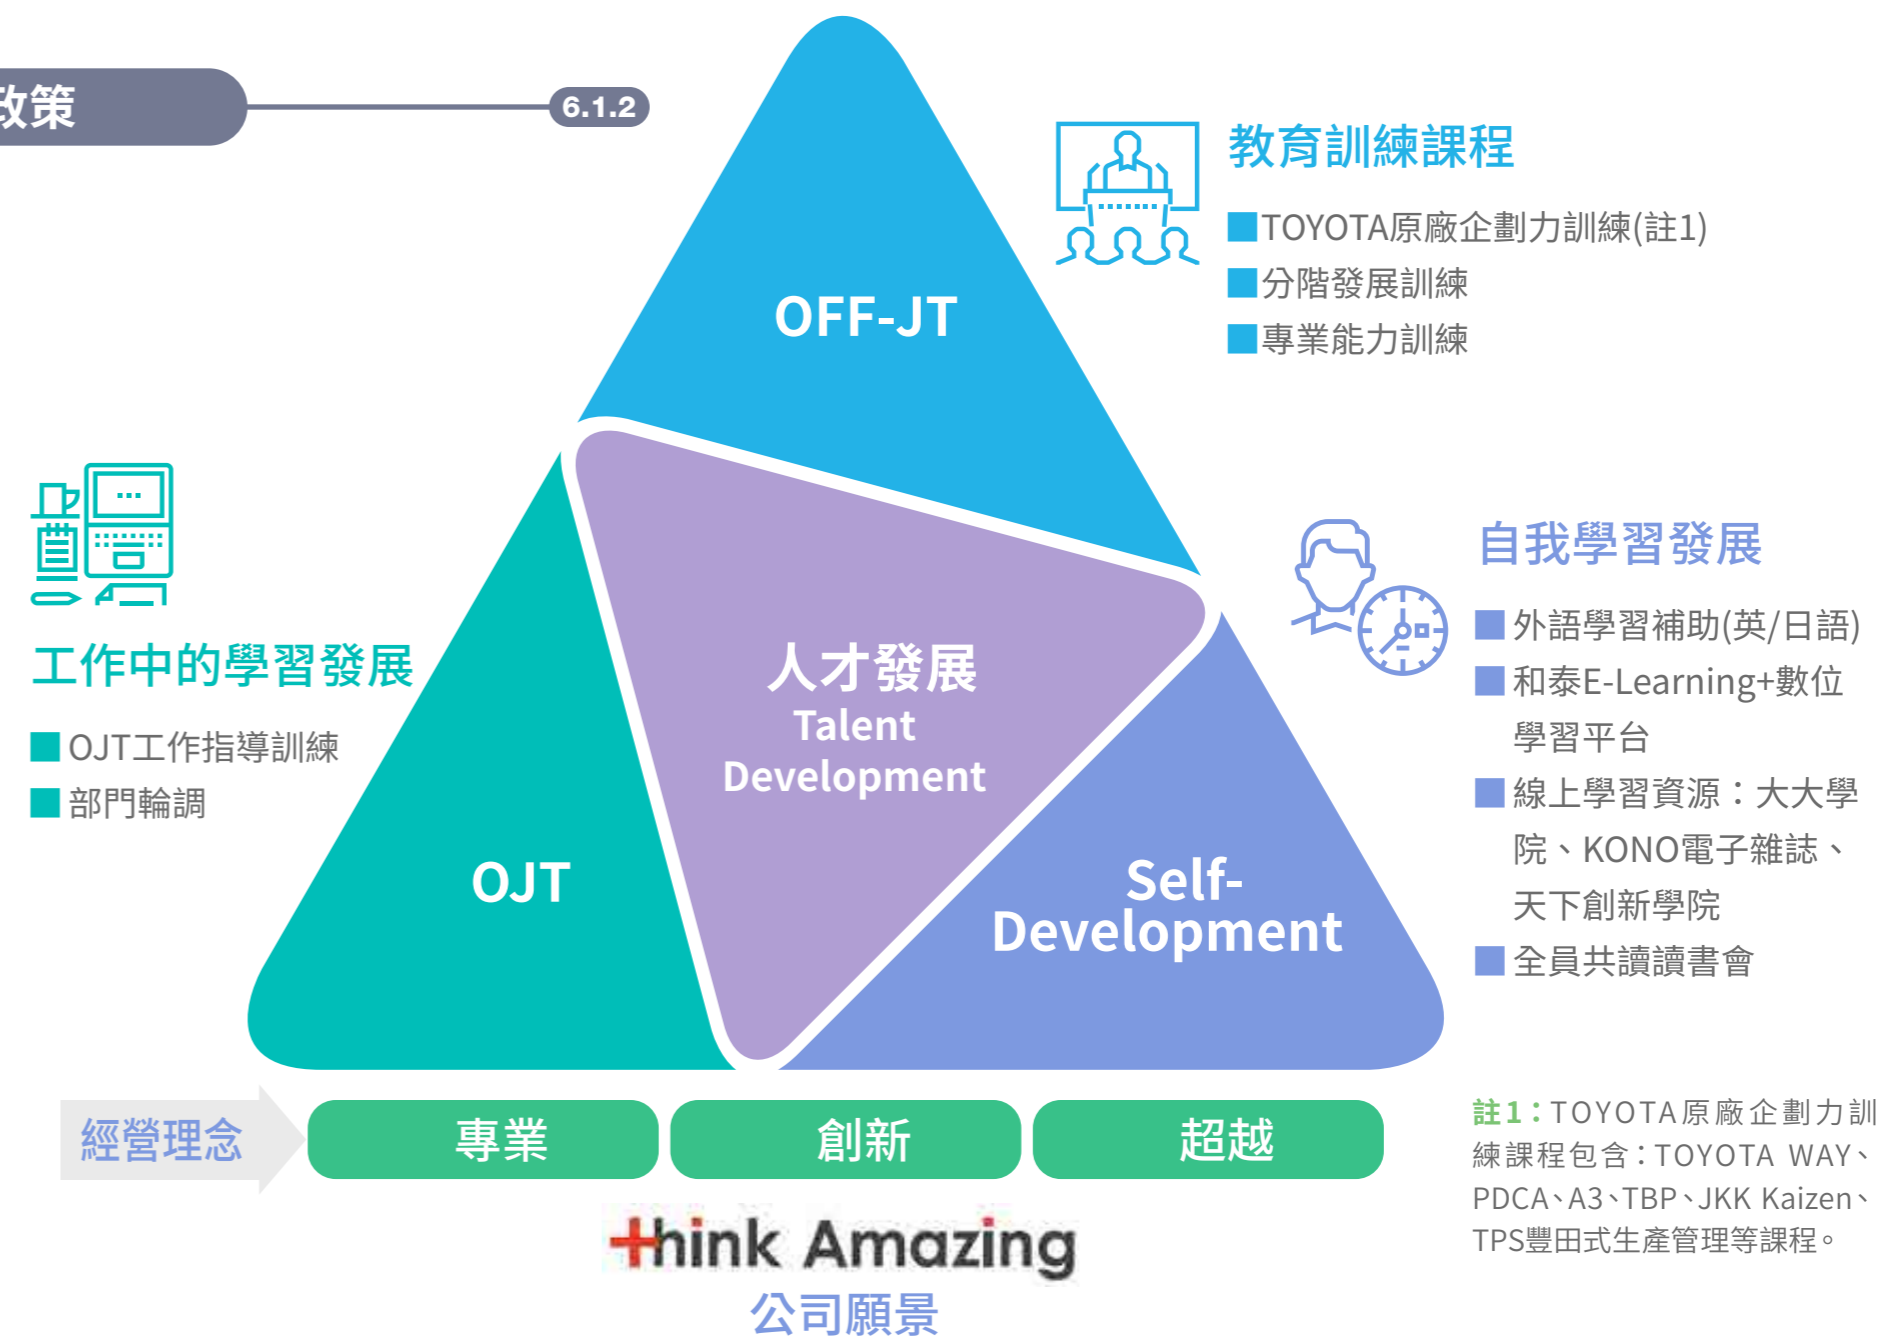 政策
6.1.2
OFF-JT
教育訓練課程
TOYOTA原廠企劃力訓練(註1)
分階發展訓練
專業能力訓練
工作中的學習發展
OJT工作指導訓練
部門輪調
人才發展
Talent
Development
OJT
Self-
Development
自我學習發展
外語學習補助(英/日語)
和泰E-Learning+數位
學習平台
線上學習資源：大大學
院、KONO電子雜誌、
天下創新學院
全員共讀讀書會
經營理念
專業
創新
超越
think Amazing
公司願景
註1：TOYOTA原廠企劃力訓
練課程包含：TOYOTA WAY、
PDCA、A3、TBP、JKK Kaizen、
TPS豐田式生產管理等課程。